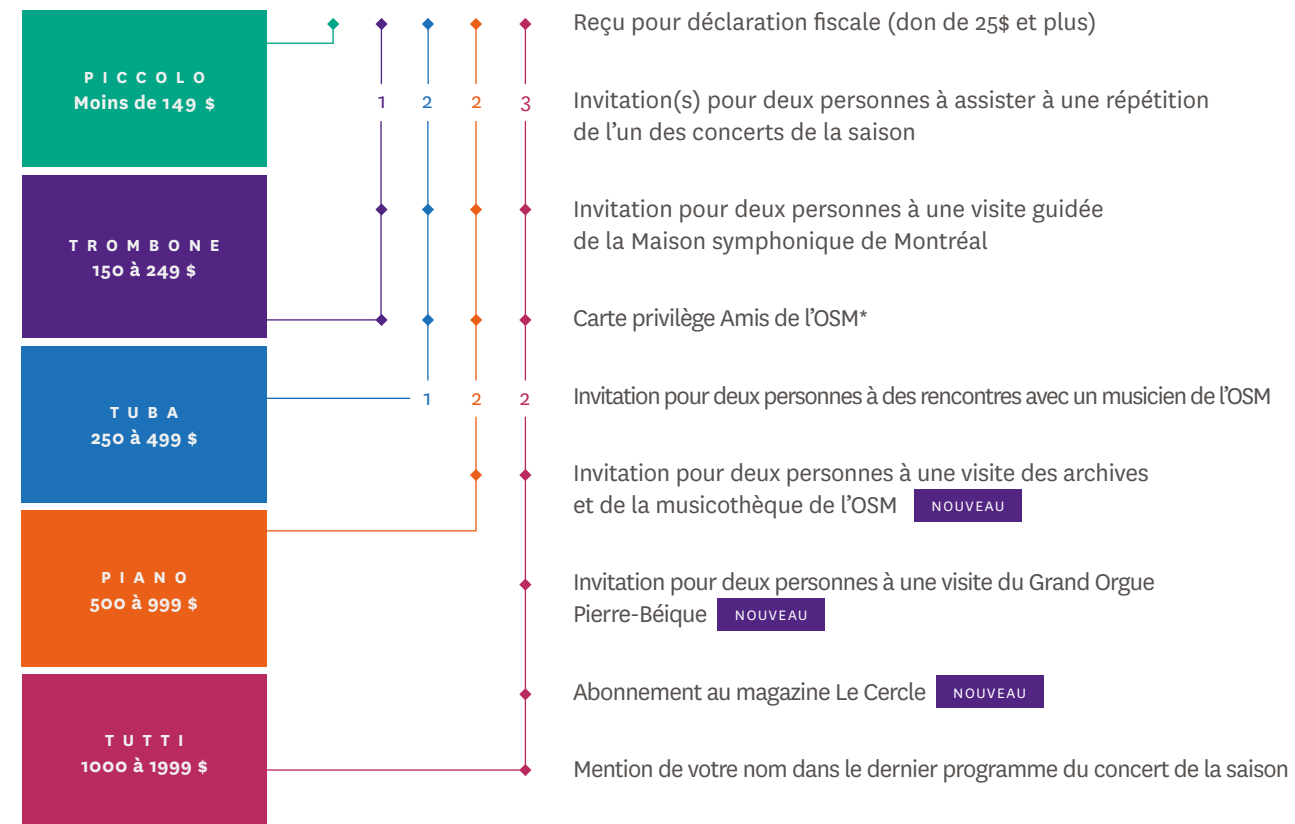 PICCOLO
Moins de 149 $
TROMBONE
150 à 249 $
TUBA
250 à 499 $
PIANO
500 à 999 $
TUTTI
1000 à 1999 $
Reçu pour déclaration fiscale (don de 25$ et plus)
1 2 2 3 Invitation(s) pour deux personnes à assister à une répétition
de l’un des concerts de la saison
Invitation pour deux personnes à une visite guidée
de la Maison symphonique de Montréal
Carte privilège Amis de l’OSM*
1 2 2 Invitation pour deux personnes à des rencontres avec un musicien de l’OSM
Invitation pour deux personnes à une visite des archives
et de la musicothèque de l’OSM NOUVEAU
Invitation pour deux personnes à une visite du Grand Orgue
Pierre-Béique NOUVEAU
Abonnement au magazine Le Cercle NOUVEAU
Mention de votre nom dans le dernier programme du concert de la saison